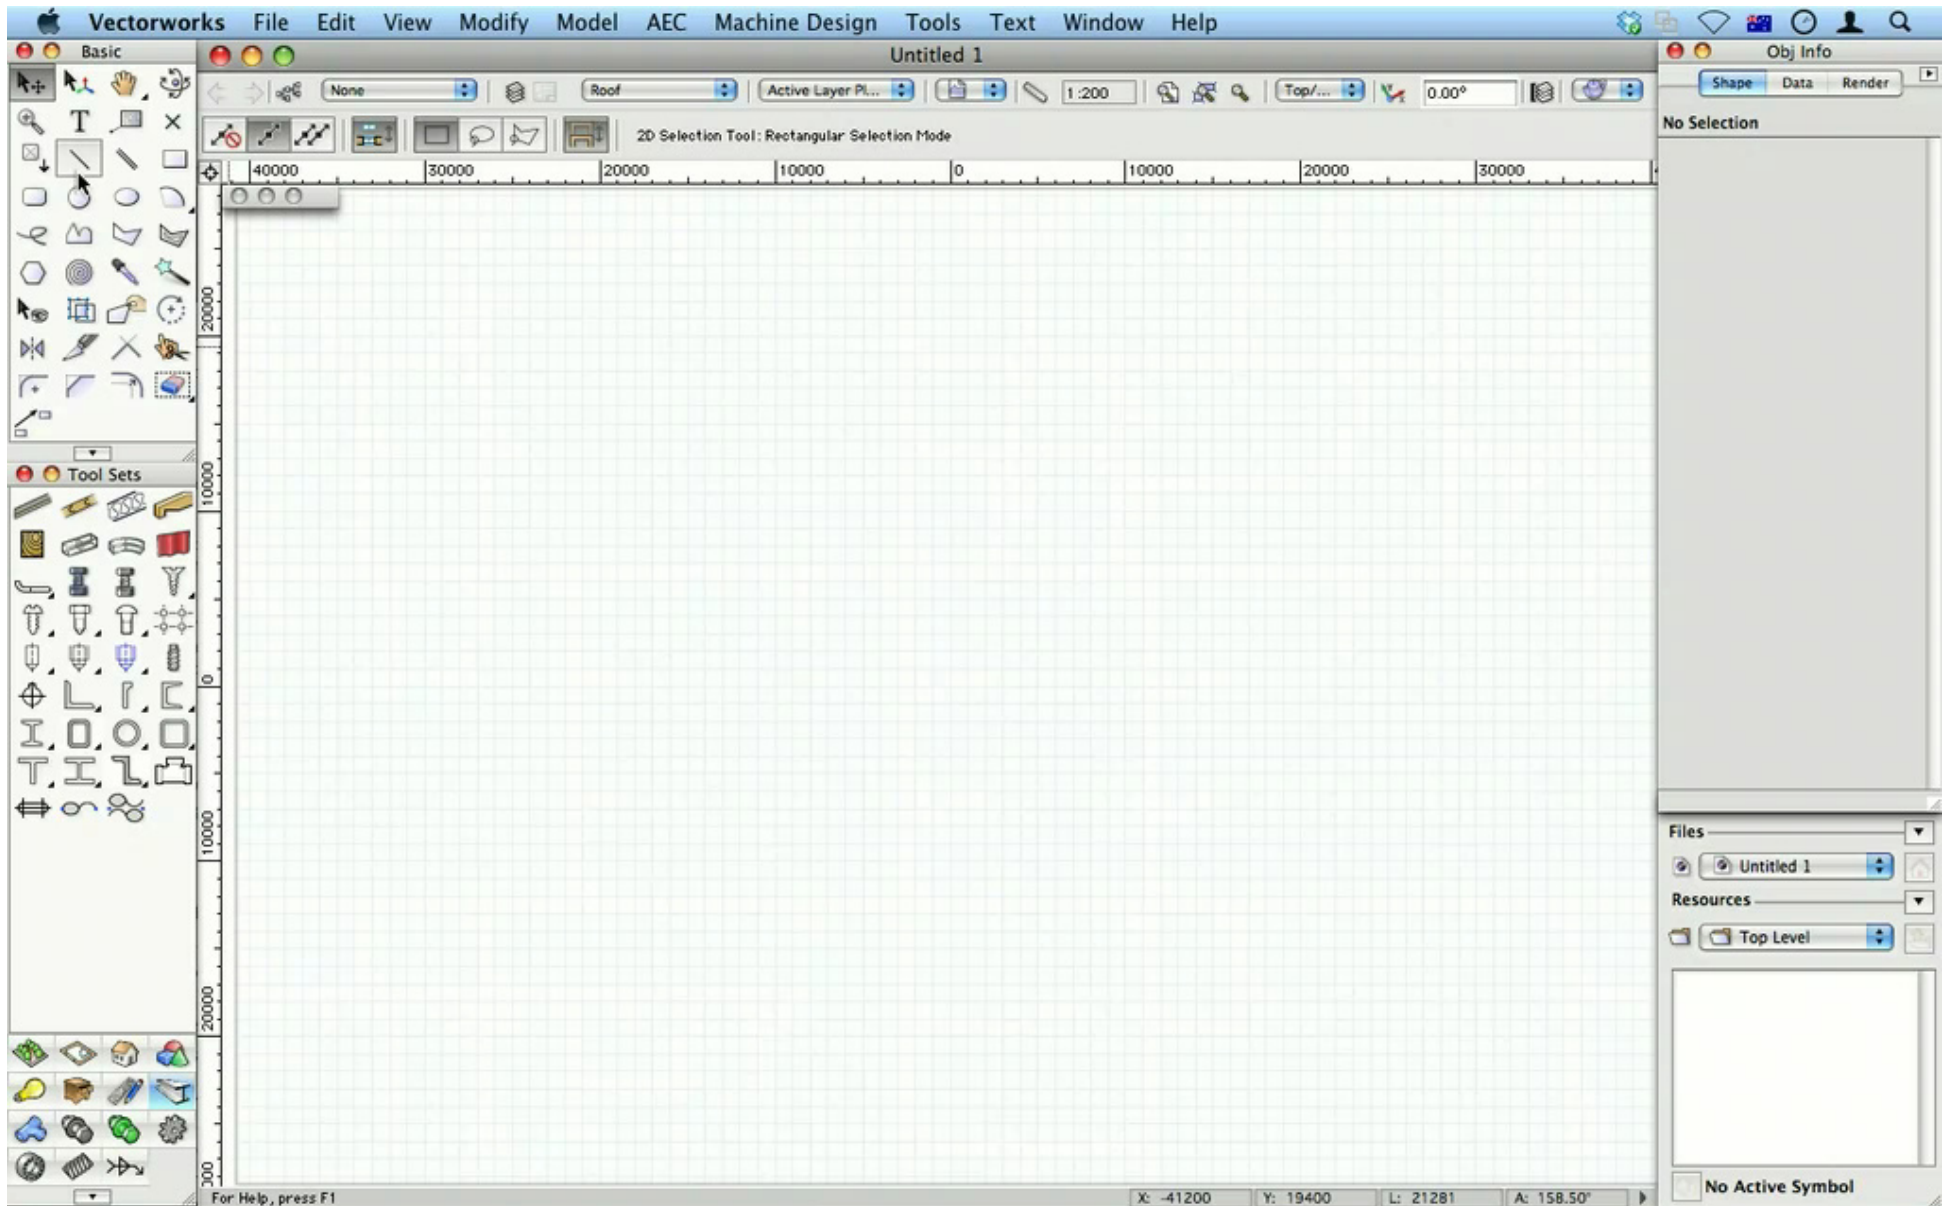 Vectorworks File Edit View Modify Model AEC Machine Design Tools Text Window Help
Basic
Untitled 1
Obj Info
None
Roof
Active Layer Pl...
1:200
Top/...
0.00°
Shape Data Render
2D Selection Tool: Rectangular Selection Mode
No Selection
40000 30000 20000 10000 0 10000 20000 30000
20000
10000
0
10000
20000
Tool Sets
Files
Untitled 1
Resources
Top Level
No Active Symbol
For Help, press F1
X: -41200 Y: 19400 L: 21281 A: 158.50°